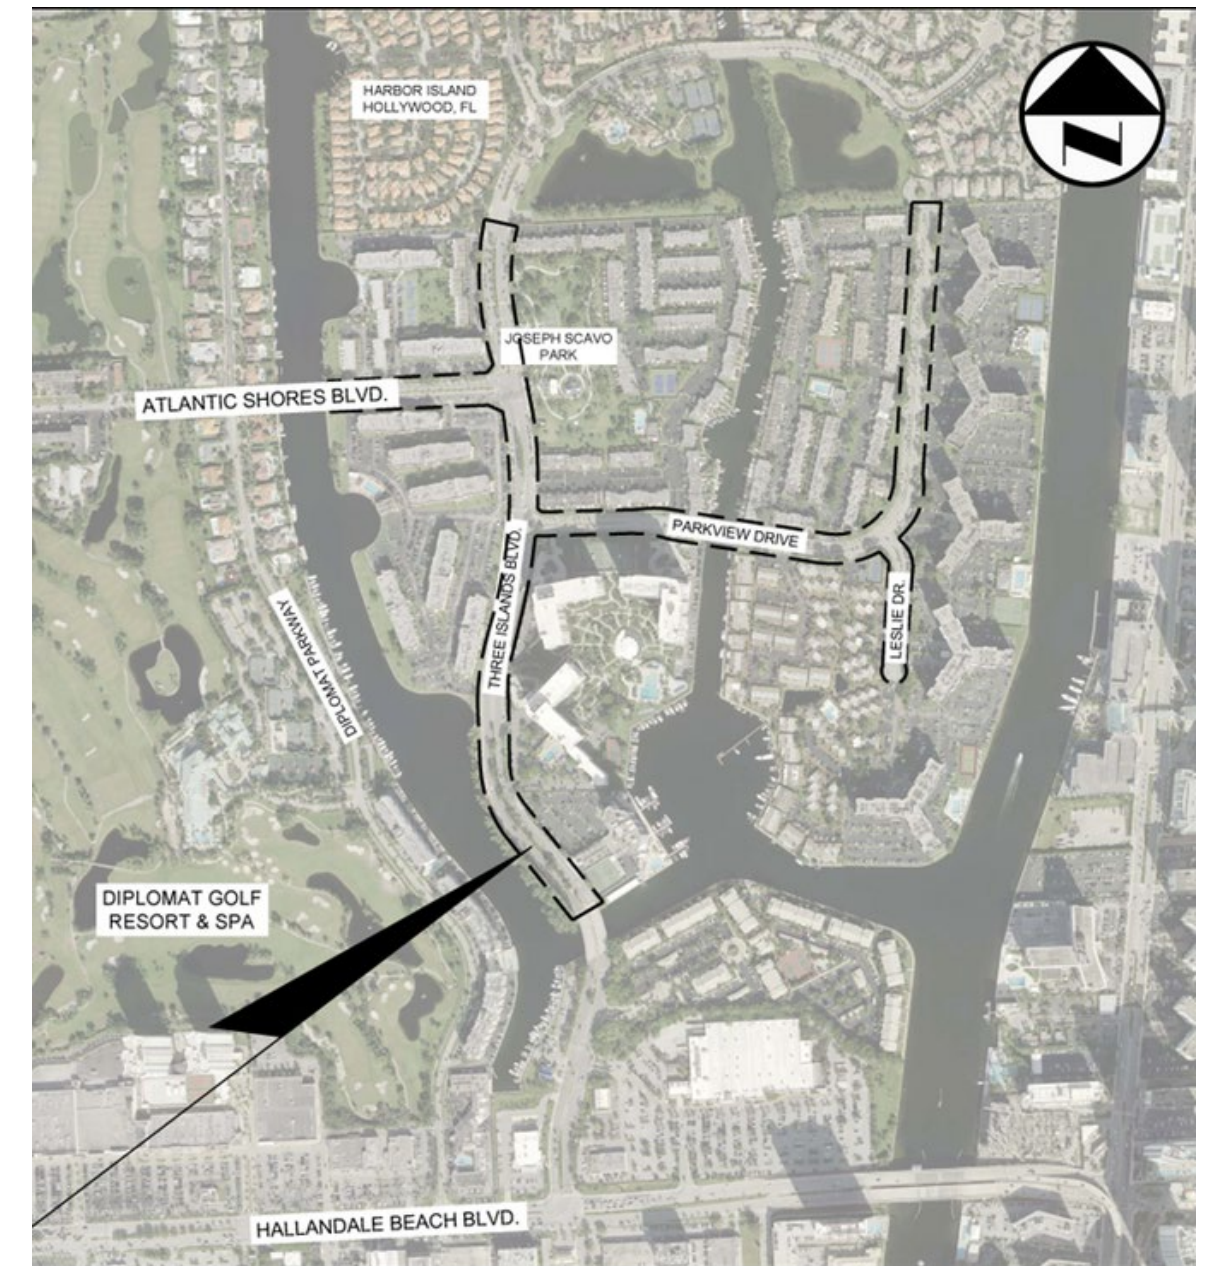 HARBOR ISLAND
HOLLYWOOD, FL
N
JOSEPH SCAVO
PARK
ATLANTIC SHORES BLVD.
PARKVIEW DRIVE
THREE ISLANDS BLVD.
LESLIE DR.
DIPLOMAT PARKWAY
DIPLOMAT GOLF
RESORT & SPA
HALLANDALE BEACH BLVD.